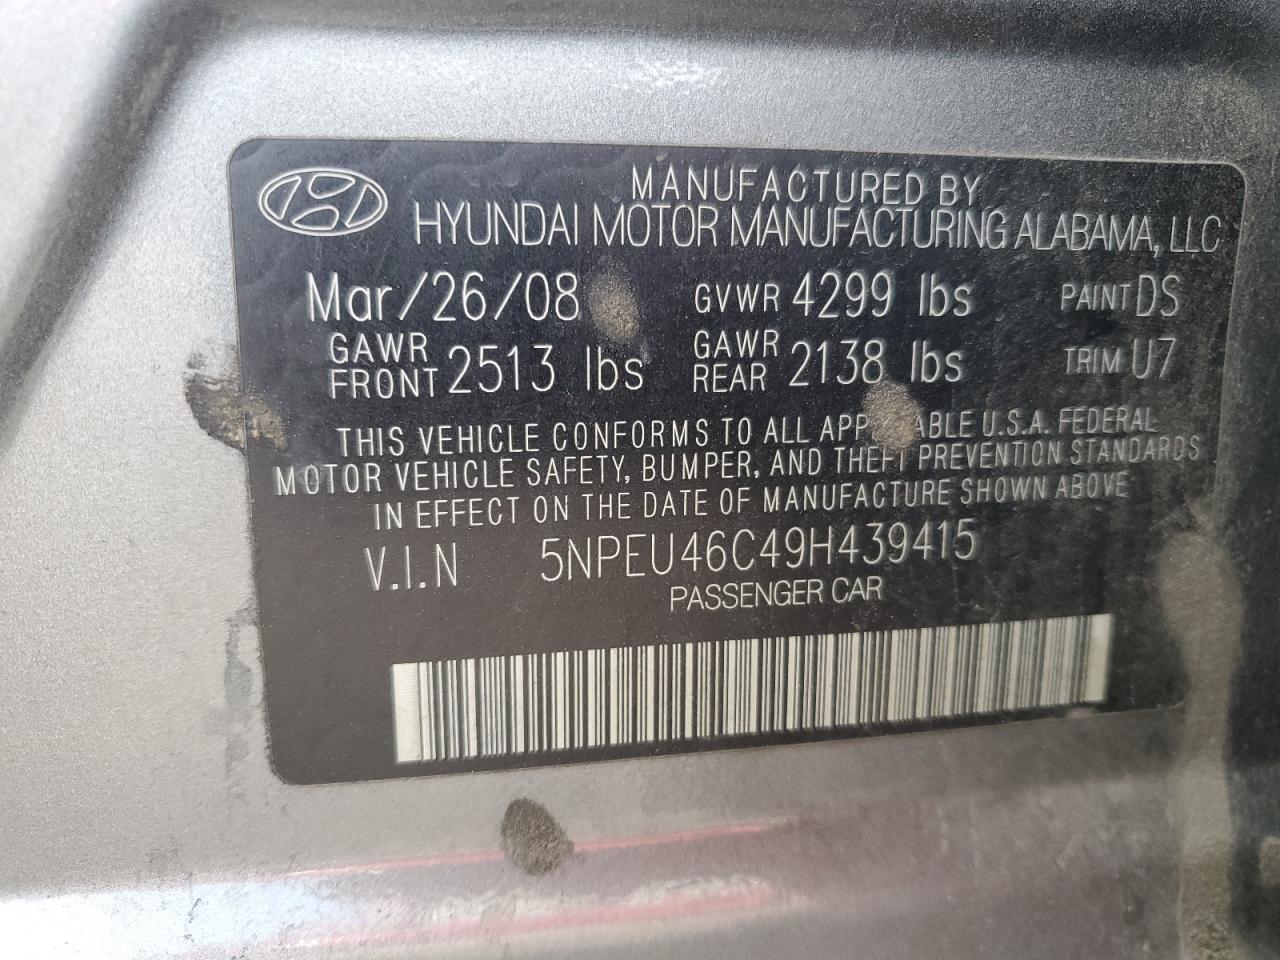 MANUFACTURED BY
HYUNDAI MOTOR MANUFACTURING ALABAMA, LLC
Mar/26/08 GVWR 4299 lbs PAINT DS
GAWR FRONT 2513 lbs GAWR REAR 2138 lbs TRIM U7
THIS VEHICLE CONFORMS TO ALL U.S.A. FEDERAL
MOTOR VEHICLE SAFETY, BUMPER, AND THEFT PREVENTION STANDARDS
IN EFFECT ON THE DATE OF MANUFACTURE SHOWN ABOVE
V.I.N 5NPEU46C49H439415
PASSENGER CAR